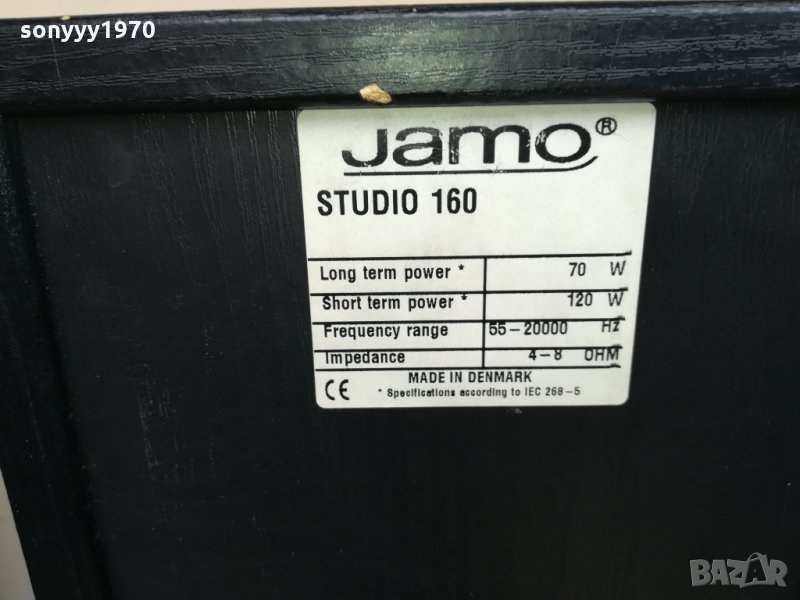 sonyyy1970
Jamo®
STUDIO 160
Long term power * 70 W
Short term power * 120 W
Frequency range 55-20000 Hz
Impedance 4-8 OHM
MADE IN DENMARK
CE * Specifications according to IEC 268-5
BAZAR